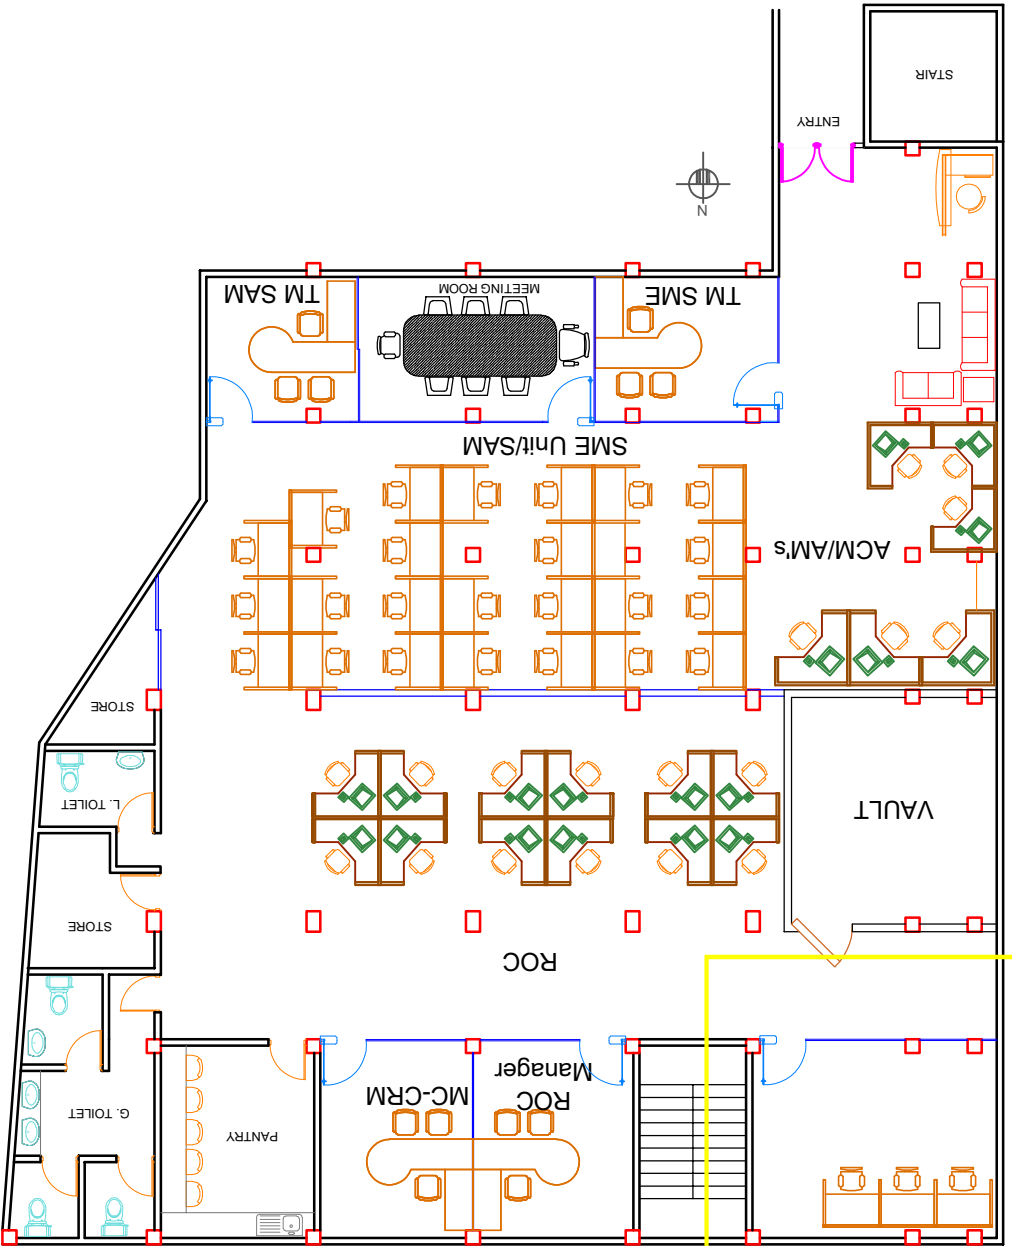 ROC
Manager
MC-CRM
PANTRY
G. TOILET
ROC
STORE
VAULT
L. TOILET
STORE
ACM/AM's
SME Unit/SAM
TM SME
MEETING ROOM
TM SAM
N
ENTRY
STAIR